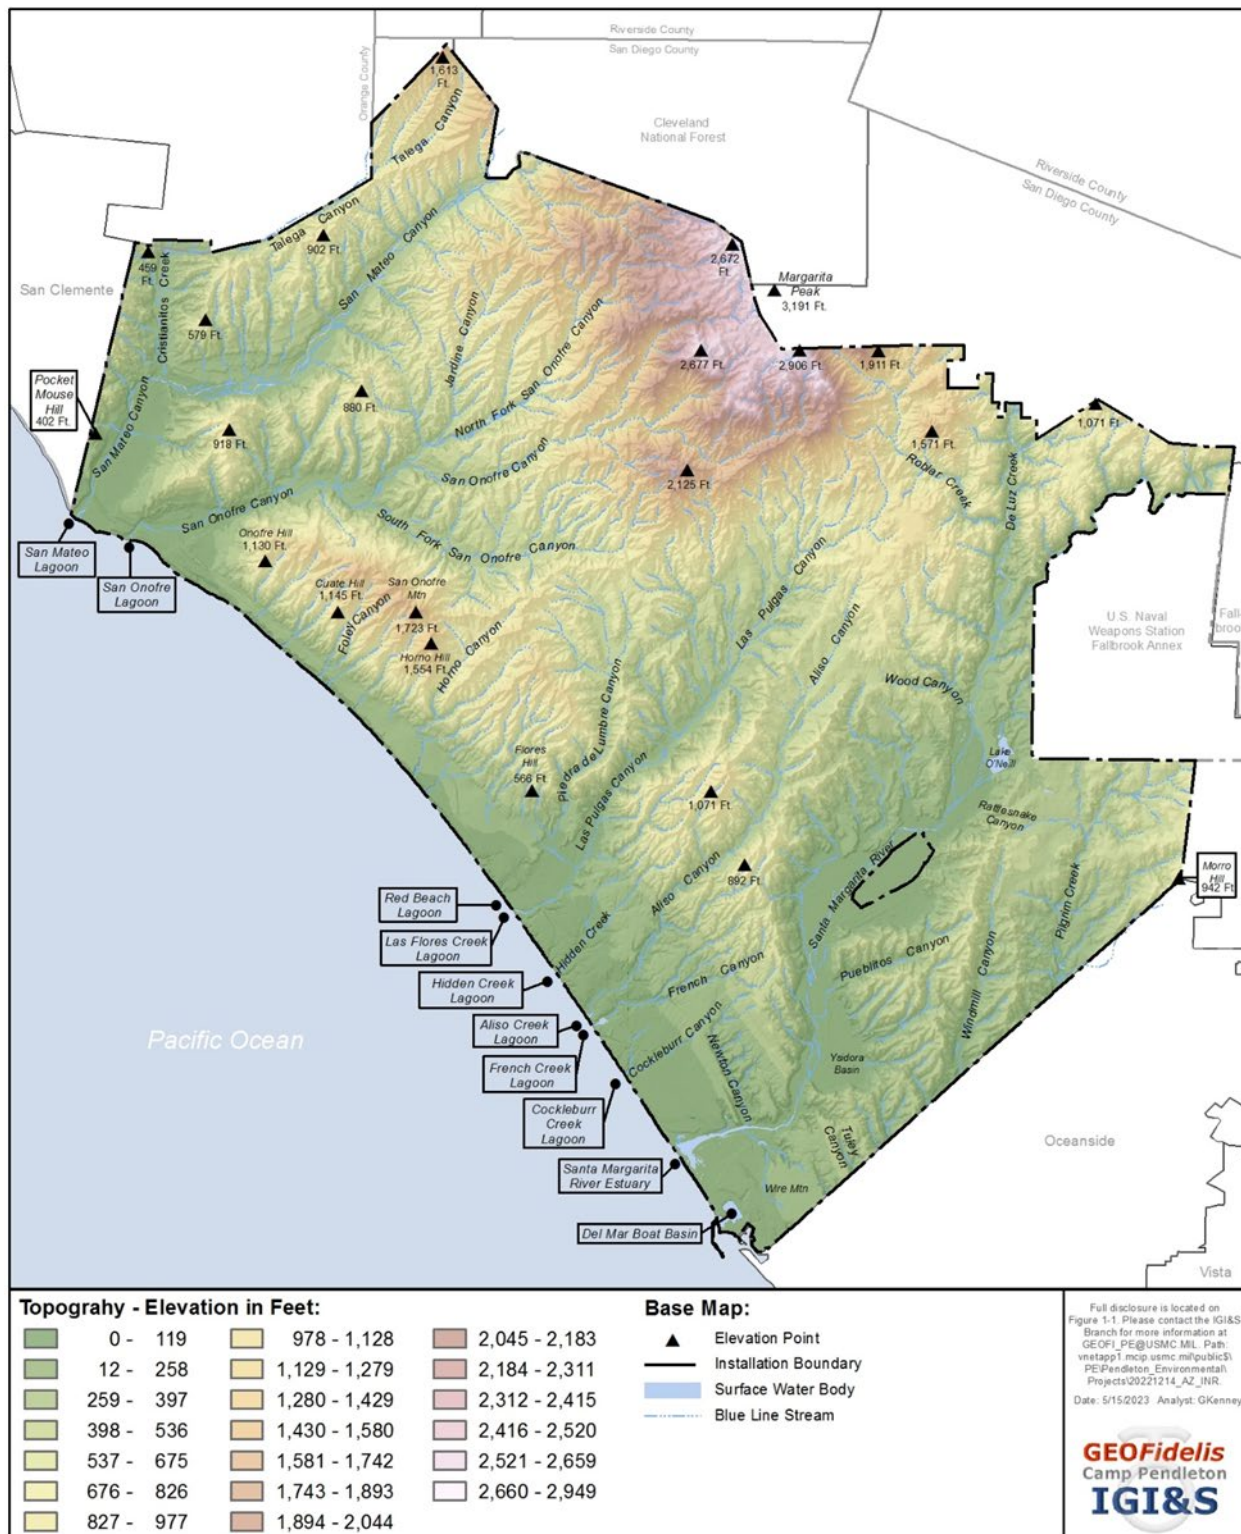 Riverside County
San Diego County
Orange County
1,613
Ft.
Cleveland
National Forest
Talega Canyon
Riverside County
San Diego County
Talega Canyon
902 Ft.
San Mateo Canyon
459
Ft.
Cristianitos Creek
2,672
Ft.
Margarita
Peak
3,191 Ft.
San Clemente
579 Ft.
Jardine Canyon
North Fork San Onofre Canyon
2,677 Ft.
2,906 Ft.
1,911 Ft.
Pocket
Mouse
Hill
402 Ft.
880 Ft.
1,071 Ft.
San Mateo Canyon
918 Ft.
1,571 Ft.
San Onofre Canyon
2,125 Ft.
Roblar Creek
De Luz Creek
San Onofre Canyon
South Fork San Onofre Canyon
San Mateo
Lagoon
San Onofre
Lagoon
Onofre Hill
1,130 Ft.
Cuate Hill
1,145 Ft.
San Onofre
Mtn
1,723 Ft.
Foley Canyon
Horno Hill
1,554 Ft.
Horno Canyon
Las Pulgas Canyon
Aliso Canyon
U.S. Naval
Weapons Station
Fallbrook Annex
Fall
broo
Wood Canyon
Piedra de Lumbre Canyon
Flores
Hill
566 Ft.
Lake
O'Neill
Las Pulgas Canyon
1,071 Ft.
Rattlesnake
Canyon
Aliso Canyon
892 Ft.
Santa Margarita River
Morro
Hill
942 Ft
Pilgrim Creek
Red Beach
Lagoon
Las Flores Creek
Lagoon
Hidden Creek
Hidden Creek
Lagoon
French Canyon
Pueblitos Canyon
Windmill Canyon
Pacific Ocean
Aliso Creek
Lagoon
French Creek
Lagoon
Cockleburr Canyon
Newton Canyon
Ysidora
Basin
Cockleburr
Creek
Lagoon
Tuley
Canyon
Oceanside
Santa Margarita
River Estuary
Wire Mtn
Del Mar Boat Basin
Vista
Topograhy - Elevation in Feet:
0 - 119
12 - 258
259 - 397
398 - 536
537 - 675
676 - 826
827 - 977
978 - 1,128
1,129 - 1,279
1,280 - 1,429
1,430 - 1,580
1,581 - 1,742
1,743 - 1,893
1,894 - 2,044
2,045 - 2,183
2,184 - 2,311
2,312 - 2,415
2,416 - 2,520
2,521 - 2,659
2,660 - 2,949
Base Map:
Elevation Point
Installation Boundary
Surface Water Body
Blue Line Stream
Full disclosure is located on
Figure 1-1. Please contact the IGI&S
Branch for more information at
GEOFI_PE@USMC.MIL. Path:
vnetapp1.mcip.usmc.mil\public$\
PE\Pendleton_Environmental\
Projects\20221214_AZ_INR.
Date: 5/15/2023 Analyst: GKenney
GEOFidelis
Camp Pendleton
IGI&S